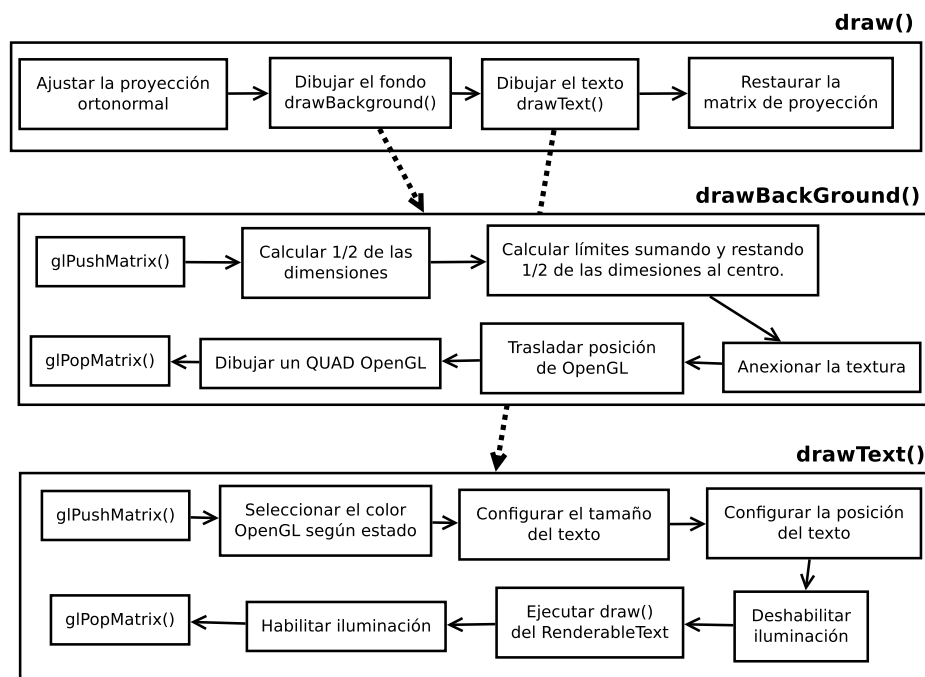 draw()
Ajustar la proyección
ortonormal
Dibujar el fondo
drawBackground()
Dibujar el texto
drawText()
Restaurar la
matrix de proyección
drawBackGround()
glPushMatrix()
Calcular 1/2 de las
dimensiones
Calcular límites sumando y restando
1/2 de las dimesiones al centro.
Anexionar la textura
Trasladar posición
de OpenGL
Dibujar un QUAD OpenGL
glPopMatrix()
drawText()
glPushMatrix()
Seleccionar el color
OpenGL según estado
Configurar el tamaño
del texto
Configurar la posición
del texto
Deshabilitar
iluminación
Ejecutar draw()
del RenderableText
Habilitar iluminación
glPopMatrix()